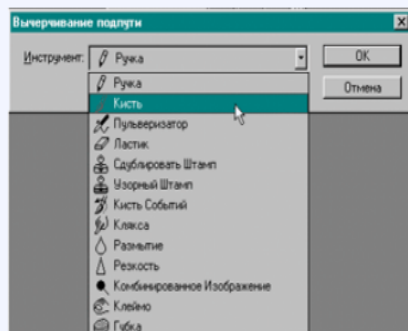 Вычерчивание подпути
Инструмент: Ручка
OK
Отмена
Ручка
Кисть
Пульверизатор
Ластик
Сдублировать Штамп
Узорный Штамп
Кисть Событий
Клякса
Размытие
Резкость
Комбинированное Изображение
Клеймо
Губка